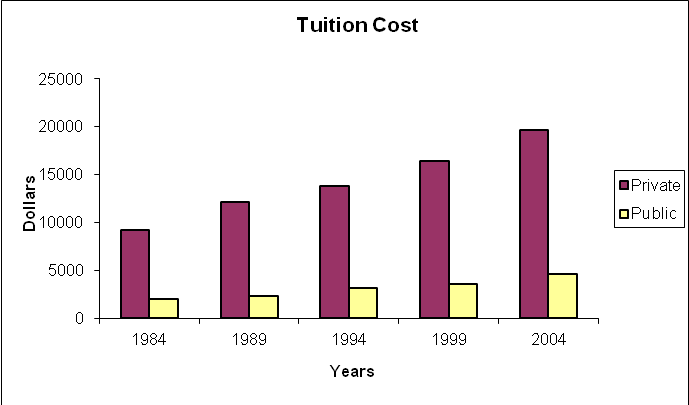 Tuition Cost
25000
20000
15000
10000
5000
0
Dollars
1984 1989 1994 1999 2004
Years
Private
Public